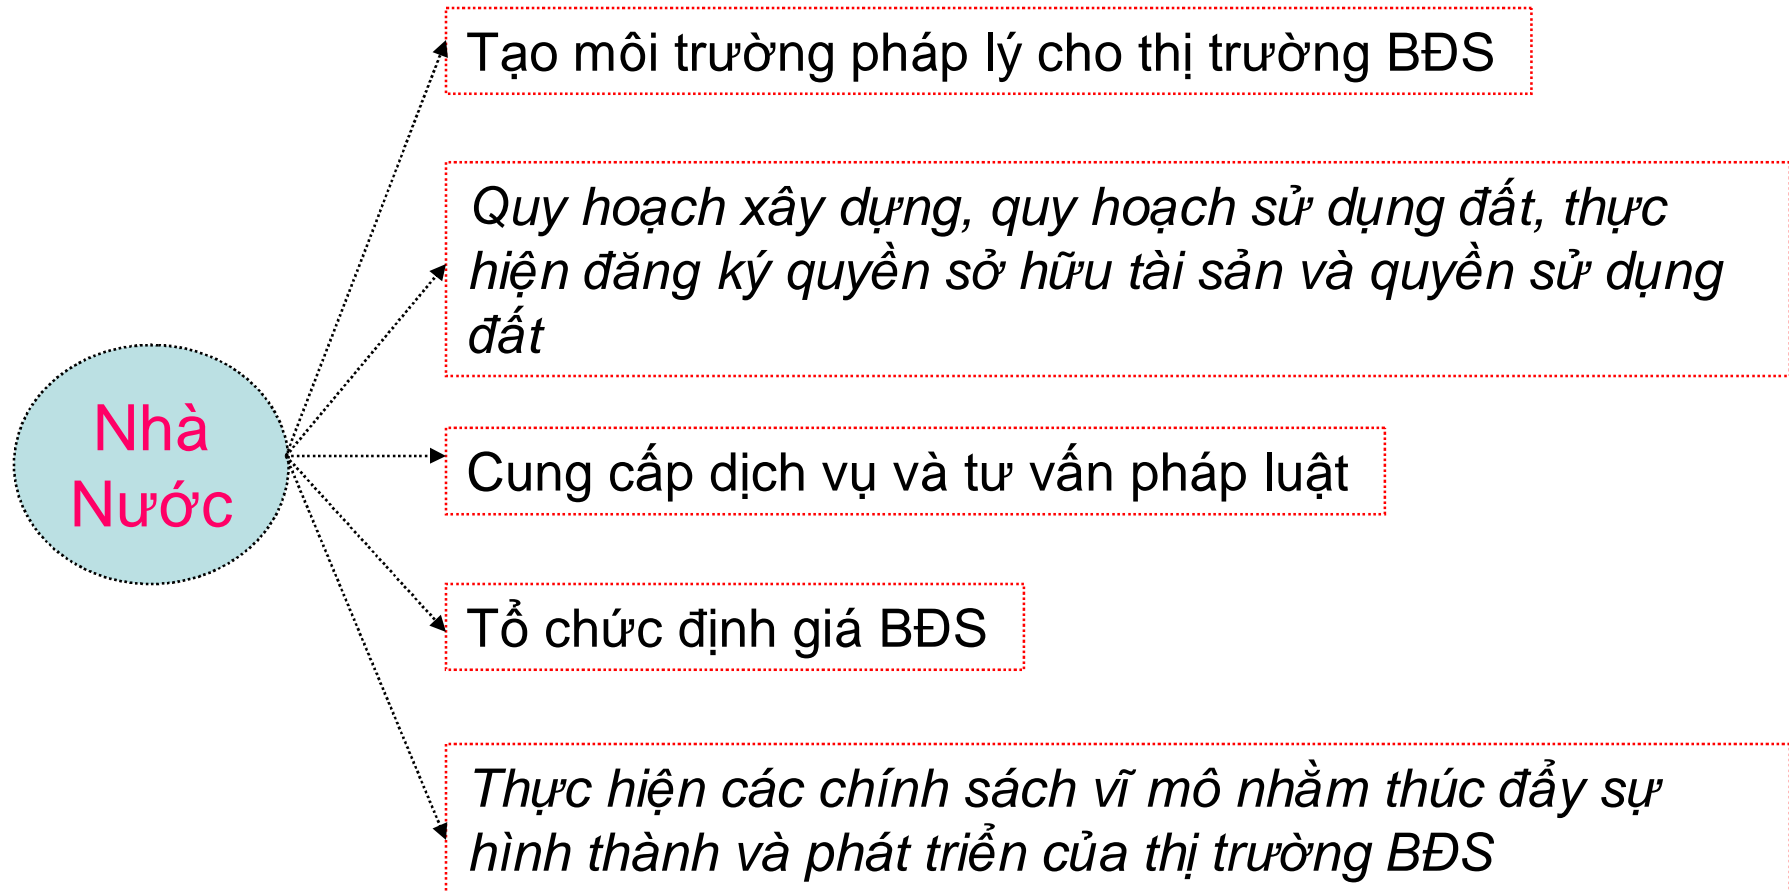 Tạo môi trường pháp lý cho thị trường BĐS
Quy hoạch xây dựng, quy hoạch sử dụng đất, thực
hiện đăng ký quyền sở hữu tài sản và quyền sử dụng
đất
Nhà
Nước
Cung cấp dịch vụ và tư vấn pháp luật
Tổ chức định giá BĐS
Thực hiện các chính sách vĩ mô nhằm thúc đẩy sự
hình thành và phát triển của thị trường BĐS